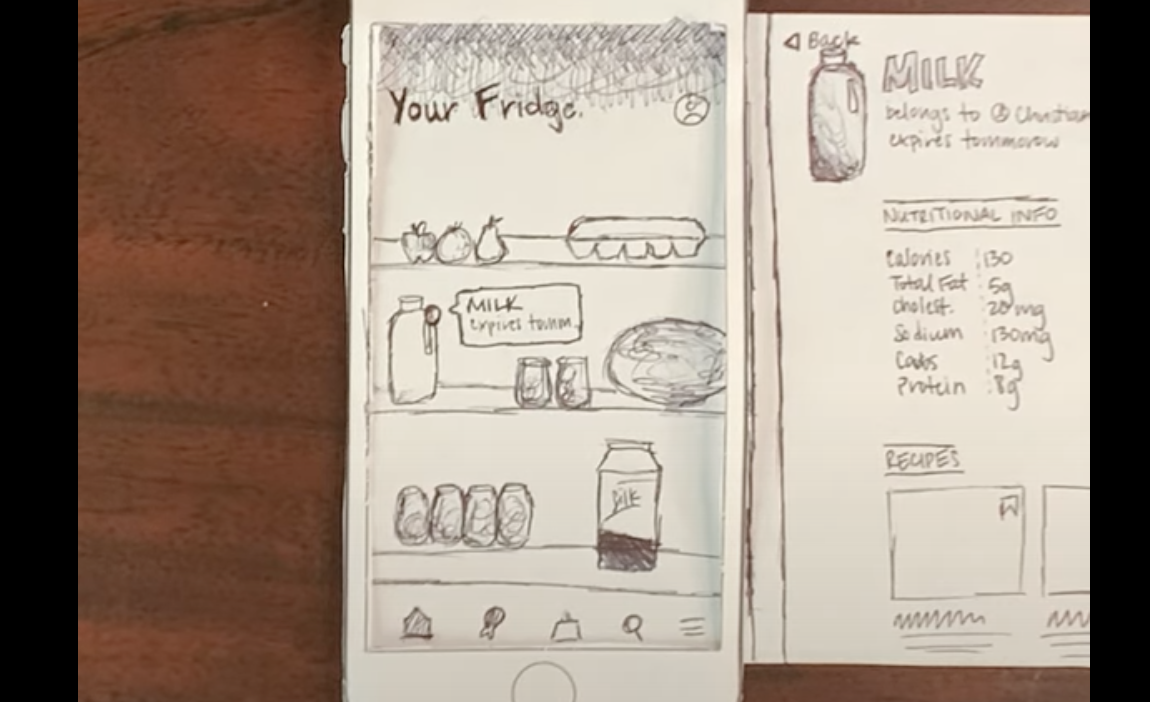 Your Fridge.
MILK
expires tomm.
Silk
Back
MILK
belongs to Christian
expires tommorow
NUTRITIONAL INFO
Calories : 130
Total Fat : 5g
cholest. : 20mg
Sodium : 130mg
Carbs : 12g
Protein : 8g
RECIPES